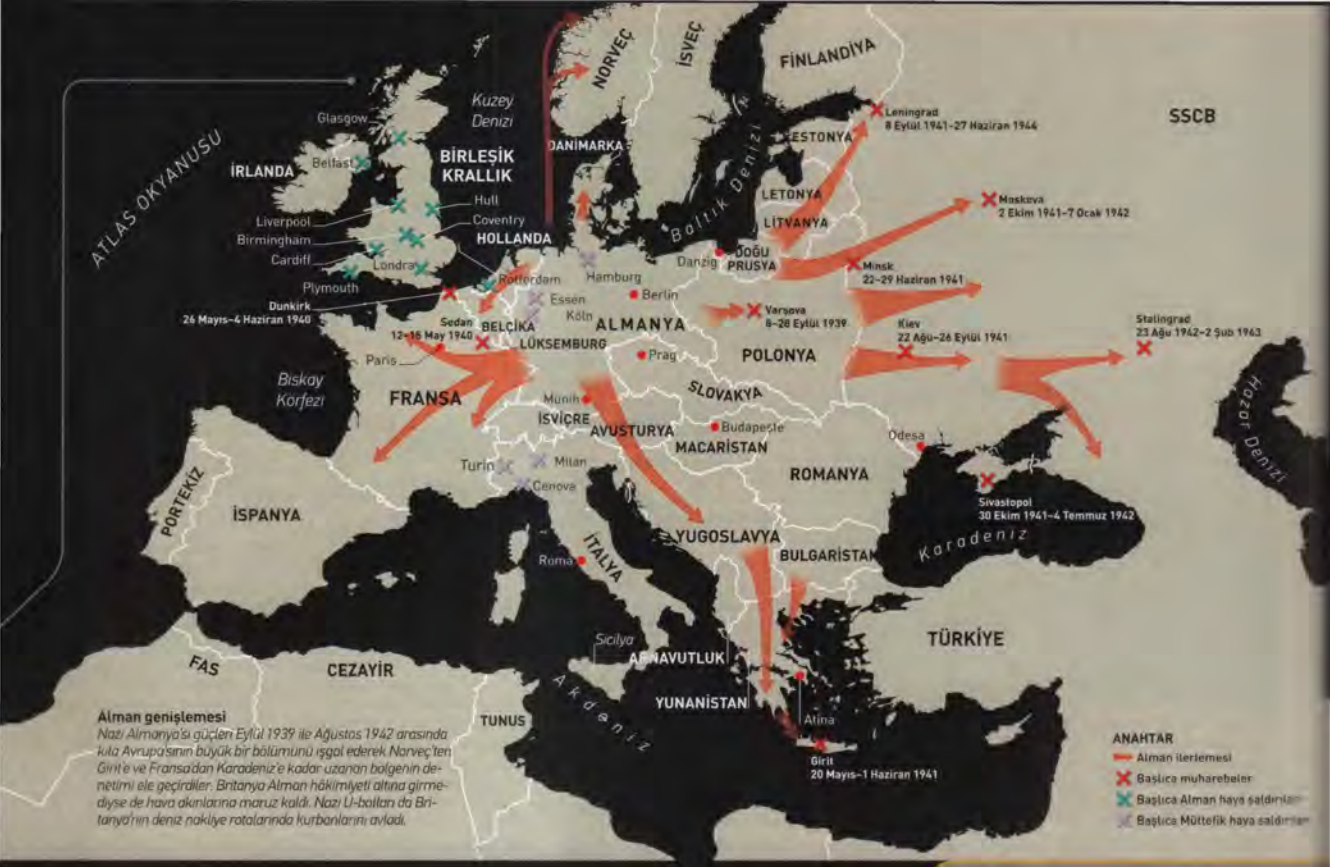 NORVEÇ
İSVEÇ
FİNLANDİYA
SSCB
Kuzey
Denizi
Glasgow
Leningrad
8 Eylül 1941–27 Haziran 1944
ESTONYA
ATLAS OKYANUSU
İRLANDA
Belfast
BİRLEŞİK
KRALLIK
DANİMARKA
Baltık Denizi
LETONYA
Moskova
2 Ekim 1941–7 Ocak 1942
Liverpool
Hull
Coventry
LİTVANYA
Birmingham
HOLLANDA
Cardiff
Londra
Rotterdam
Hamburg
Danzig
DOĞU
PRUSYA
Minsk
22–29 Haziran 1941
Plymouth
Dunkirk
26 Mayıs–4 Haziran 1940
Essen
Köln
Berlin
Varşova
8–28 Eylül 1939
Sedan
12–15 May 1940
BELÇİKA
ALMANYA
Kiev
22 Ağu–26 Eylül 1941
Stalingrad
23 Ağu 1942–2 Şub 1943
LÜKSEMBURG
Paris
Prag
POLONYA
Biskay
Körfezi
FRANSA
SLOVAKYA
Münih
İSVİÇRE
AVUSTURYA
Budapeşte
MACARİSTAN
Odesa
Hazar Denizi
Turin
Milan
Cenova
ROMANYA
PORTEKİZ
İSPANYA
Sivastopol
30 Ekim 1941–4 Temmuz 1942
YUGOSLAVYA
BULGARİSTAN
Karadeniz
Roma
İTALYA
Sicilya
ARNAVUTLUK
TÜRKİYE
FAS
CEZAYİR
TUNUS
Akdeniz
YUNANİSTAN
Atina
Girit
20 Mayıs–1 Haziran 1941
Alman genişlemesi
Nazi Almanya'sı güçleri Eylül 1939 ile Ağustos 1942 arasında
kıta Avrupa'sının büyük bir bölümünü işgal ederek Norveç'ten
Girit'e ve Fransa'dan Karadeniz'e kadar uzanan bölgenin de-
netimi ele geçirdiler. Britanya Alman hâkimiyeti altına girme-
diyse de hava akınlarına maruz kaldı. Nazi U-botları da Bri-
tanya'nın deniz nakliye rotalarında kurbanlarını avladı.
ANAHTAR
Alman ilerlemesi
Başlıca muharebeler
Başlıca Alman hava saldırıları
Başlıca Müttefik hava saldırıları